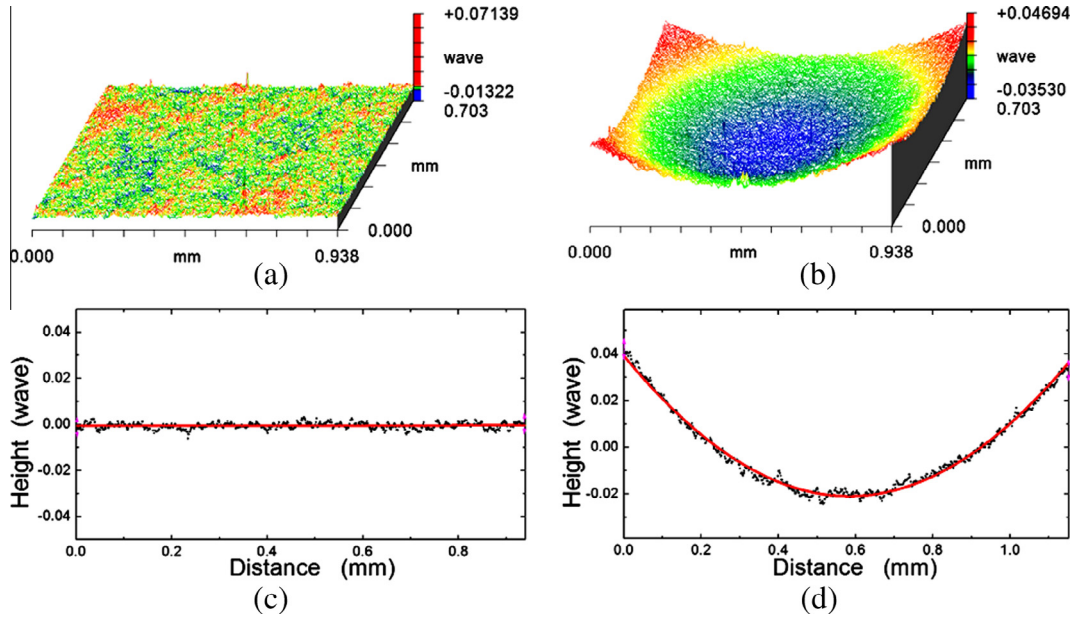 +0.07139
wave
-0.01322
0.703
mm
0.000
0.000
mm
0.938
(a)
+0.04694
wave
-0.03530
0.703
mm
0.000
0.000
mm
0.938
(b)
0.04
0.02
0.00
-0.02
-0.04
Height (wave)
0.0
0.2
0.4
0.6
0.8
Distance (mm)
(c)
0.04
0.02
0.00
-0.02
Height (wave)
0.0
0.2
0.4
0.6
0.8
1.0
Distance (mm)
(d)